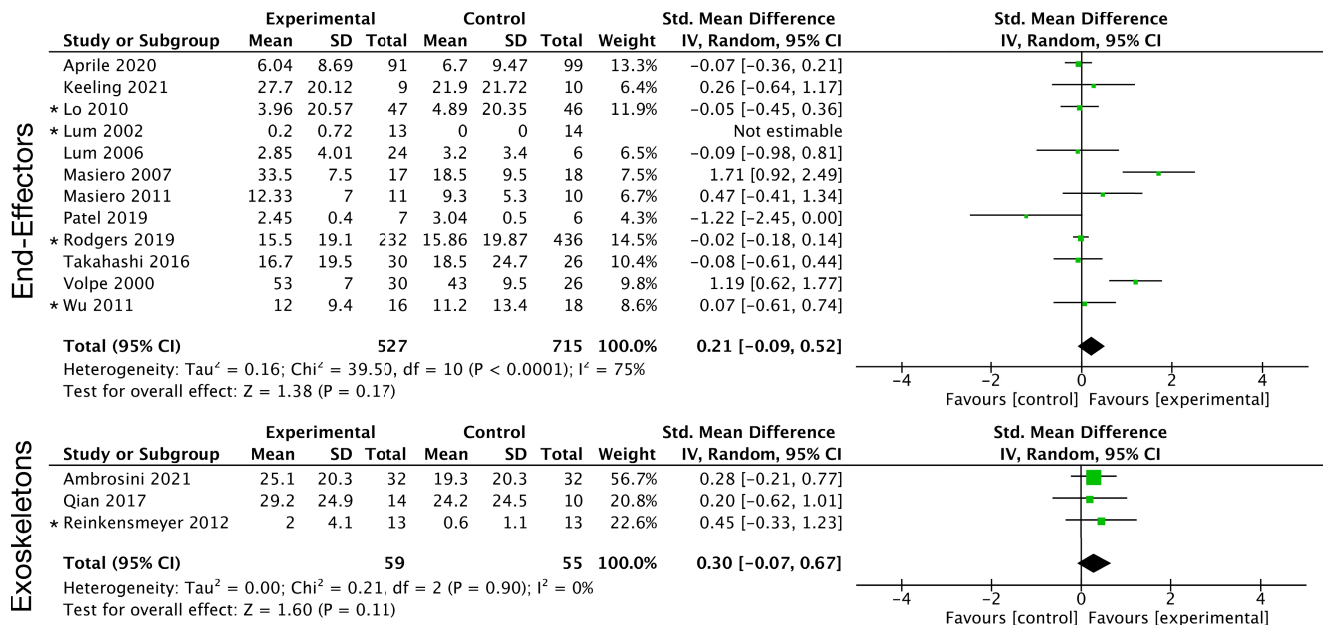 End-Effectors
Experimental Control Std. Mean Difference Std. Mean Difference
Study or Subgroup Mean SD Total Mean SD Total Weight IV, Random, 95% CI IV, Random, 95% CI
Aprile 2020 6.04 8.69 91 6.7 9.47 99 13.3% −0.07 [−0.36, 0.21]
Keeling 2021 27.7 20.12 9 21.9 21.72 10 6.4% 0.26 [−0.64, 1.17]
* Lo 2010 3.96 20.57 47 4.89 20.35 46 11.9% −0.05 [−0.45, 0.36]
* Lum 2002 0.2 0.72 13 0 0 14 Not estimable
Lum 2006 2.85 4.01 24 3.2 3.4 6 6.5% −0.09 [−0.98, 0.81]
Masiero 2007 33.5 7.5 17 18.5 9.5 18 7.5% 1.71 [0.92, 2.49]
Masiero 2011 12.33 7 11 9.3 5.3 10 6.7% 0.47 [−0.41, 1.34]
Patel 2019 2.45 0.4 7 3.04 0.5 6 4.3% −1.22 [−2.45, 0.00]
* Rodgers 2019 15.5 19.1 232 15.86 19.87 436 14.5% −0.02 [−0.18, 0.14]
Takahashi 2016 16.7 19.5 30 18.5 24.7 26 10.4% −0.08 [−0.61, 0.44]
Volpe 2000 53 7 30 43 9.5 26 9.8% 1.19 [0.62, 1.77]
* Wu 2011 12 9.4 16 11.2 13.4 18 8.6% 0.07 [−0.61, 0.74]
Total (95% CI) 527 715 100.0% 0.21 [−0.09, 0.52]
Heterogeneity: Tau² = 0.16; Chi² = 39.50, df = 10 (P < 0.0001); I² = 75%
Test for overall effect: Z = 1.38 (P = 0.17)
−4 −2 0 2 4
Favours [control] Favours [experimental]
Exoskeletons
Experimental Control Std. Mean Difference Std. Mean Difference
Study or Subgroup Mean SD Total Mean SD Total Weight IV, Random, 95% CI IV, Random, 95% CI
Ambrosini 2021 25.1 20.3 32 19.3 20.3 32 56.7% 0.28 [−0.21, 0.77]
Qian 2017 29.2 24.9 14 24.2 24.5 10 20.8% 0.20 [−0.62, 1.01]
* Reinkensmeyer 2012 2 4.1 13 0.6 1.1 13 22.6% 0.45 [−0.33, 1.23]
Total (95% CI) 59 55 100.0% 0.30 [−0.07, 0.67]
Heterogeneity: Tau² = 0.00; Chi² = 0.21, df = 2 (P = 0.90); I² = 0%
Test for overall effect: Z = 1.60 (P = 0.11)
−4 −2 0 2 4
Favours [control] Favours [experimental]